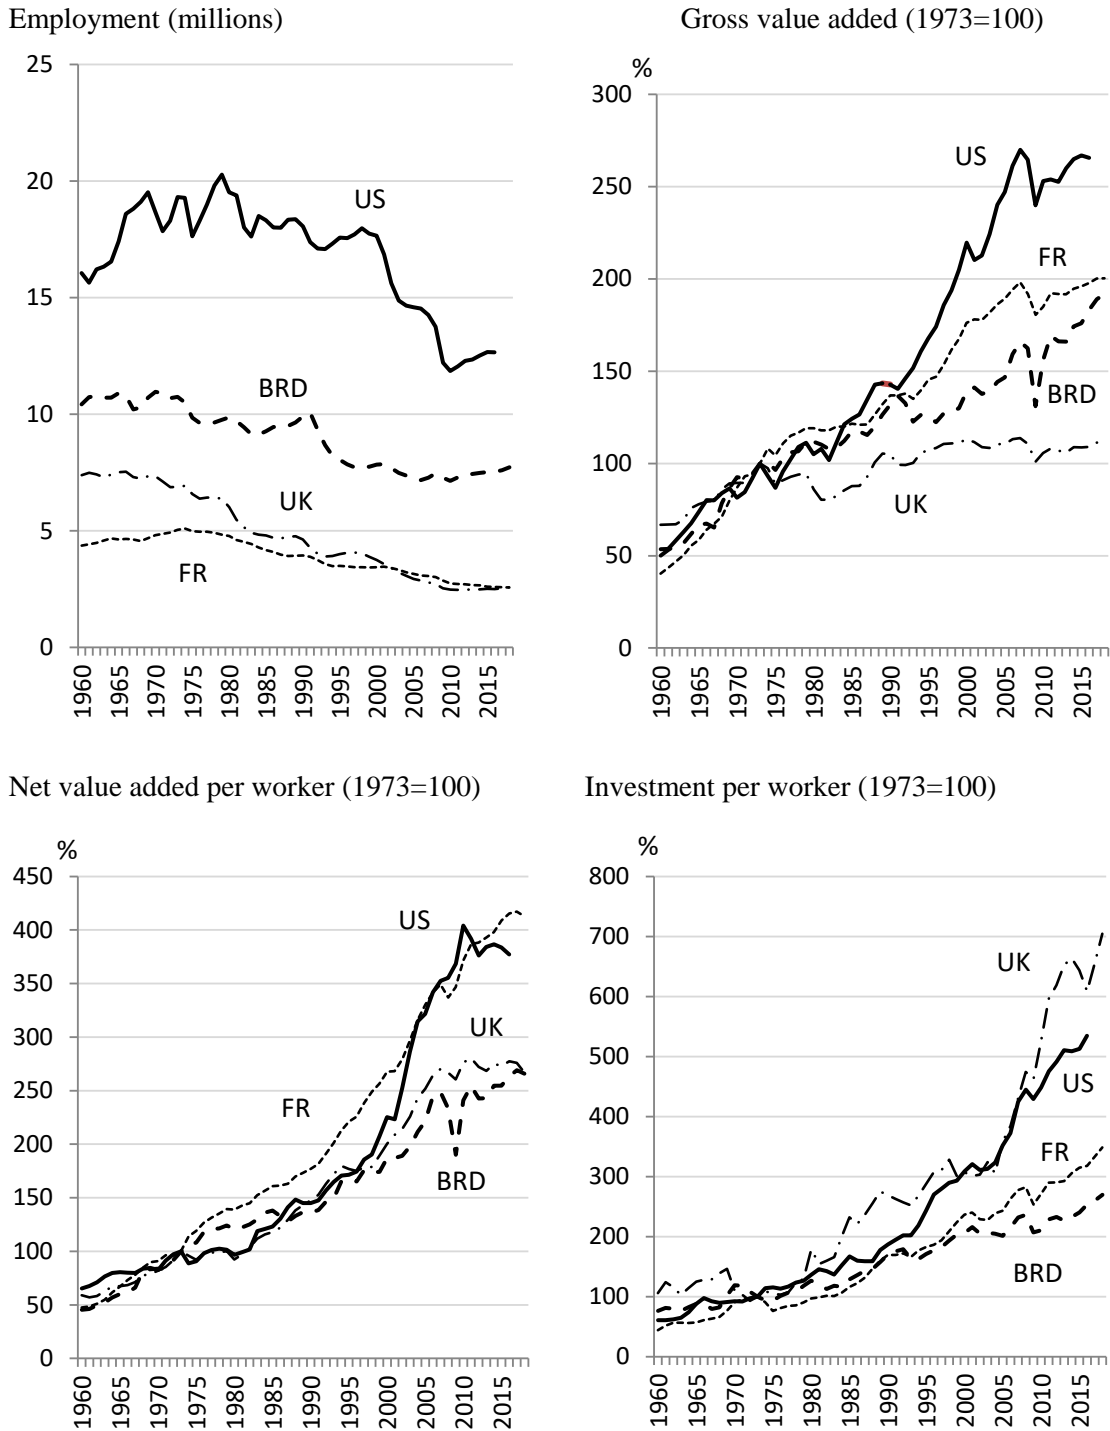 Employment (millions)
25
20
15
10
5
0
US
BRD
UK
FR
1960 1965 1970 1975 1980 1985 1990 1995 2000 2005 2010 2015
Gross value added (1973=100)
%
300
250
200
150
100
50
0
US
FR
BRD
UK
1960 1965 1970 1975 1980 1985 1990 1995 2000 2005 2010 2015
Net value added per worker (1973=100)
%
450
400
350
300
250
200
150
100
50
0
US
UK
FR
BRD
1960 1965 1970 1975 1980 1985 1990 1995 2000 2005 2010 2015
Investment per worker (1973=100)
%
800
700
600
500
400
300
200
100
0
UK
US
FR
BRD
1960 1965 1970 1975 1980 1985 1990 1995 2000 2005 2010 2015